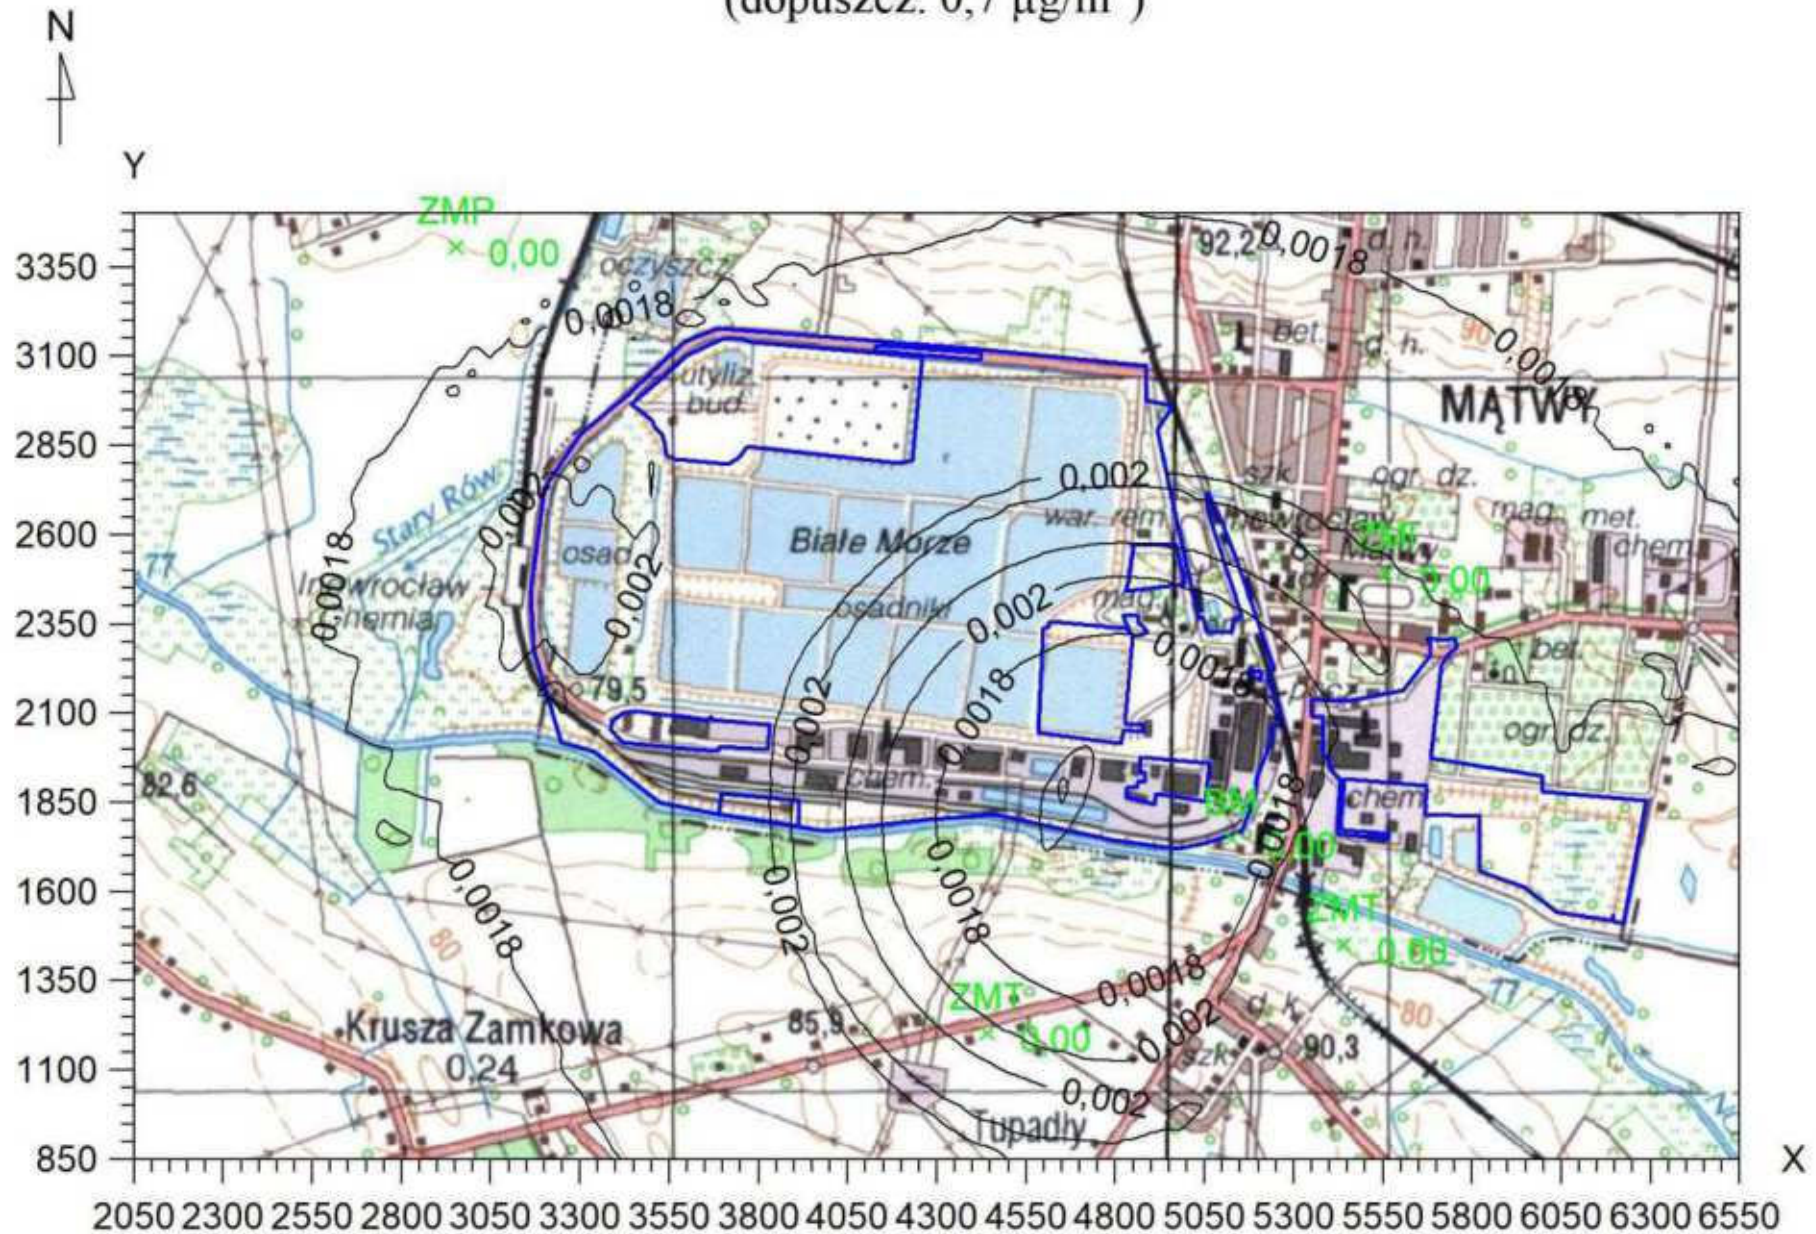 (dopuszcz. 0,7 µg/m³)
N
Y
ZMP
0,00
3350
92,2
0,0018
d. h.
oczyszcz.
0,0018
3100
bet.
d. h.
90
0,0018
utyliz.
bud.
MĄTWY
2850
0,002
szk.
ogr. dz.
Stary Rów
0,002
war. rem.
mag.
met.
2600
Białe Morze
chem.
osad.
77
0,0018
Inowrocław
Chemia
0,002
0,00
osadniki
mag.
0,002
2350
0,0018
bet.
79,5
0,002
0,0018
2100
ogr. dz.
82,6
chem.
BM
0,0018
chem.
1850
0,00
0,002
0,0018
1600
ZMT
0,0018
80
0,00
1350
0,0018
ZMT
77
Krusza Zamkowa
85,9
0,00
0,002
d. k.
80
0,24
szk.
90,3
1100
0,002
Tupadły
850
X
2050 2300 2550 2800 3050 3300 3550 3800 4050 4300 4550 4800 5050 5300 5550 5800 6050 6300 6550